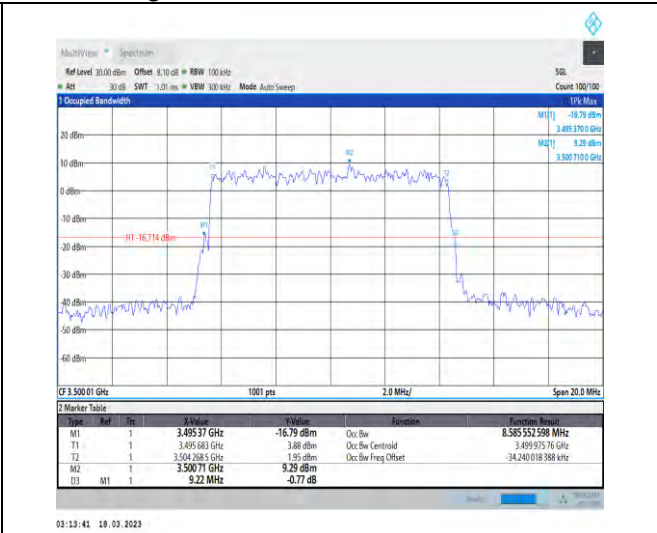 MultiView Spectrum
Ref Level 30.00 dBm Offset 8.10 dB RBW 100 kHz SGL
Att 30 dB SWT 1.01 ms VBW 300 kHz Mode Auto Sweep Count 100/100
1 Occupied Bandwidth 1Pk Max
M1[1] -16.79 dBm
3.495 370 0 GHz
M2[1] 9.29 dBm
3.500 710 0 GHz
20 dBm
M2
10 dBm
T1 T2
0 dBm
-10 dBm
M1
H1 -16.714 dBm
-20 dBm
-30 dBm
-40 dBm
-50 dBm
-60 dBm
CF 3.500 01 GHz 1001 pts 2.0 MHz/ Span 20.0 MHz
2 Marker Table
Type Ref Trc X-Value Y-Value Function Function Result
M1 1 3.495 37 GHz -16.79 dBm Occ Bw 8.585 552 598 MHz
T1 1 3.495 683 GHz 3.88 dBm Occ Bw Centroid 3.499 975 76 GHz
T2 1 3.504 268 5 GHz 1.95 dBm Occ Bw Freq Offset -34.240 018 388 kHz
M2 1 3.500 71 GHz 9.29 dBm
D3 M1 1 9.22 MHz -0.77 dB
03:13:41 18.03.2023